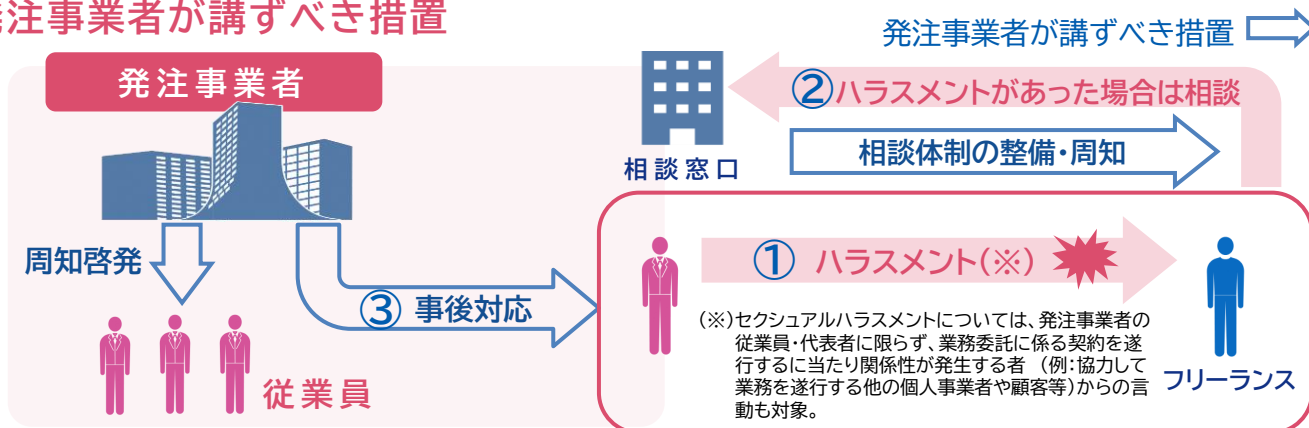 注事業者が講ずべき措置
発注事業者が講ずべき措置
発注事業者
②ハラスメントがあった場合は相談
相談体制の整備・周知
相談窓口
周知啓発
① ハラスメント(※)
③ 事後対応
(※)セクシュアルハラスメントについては、発注事業者の
従業員・代表者に限らず、業務委託に係る契約を遂
行するに当たり関係性が発生する者 (例:協力して
業務を遂行する他の個人事業者や顧客等)からの言
動も対象。
フリーランス
従業員